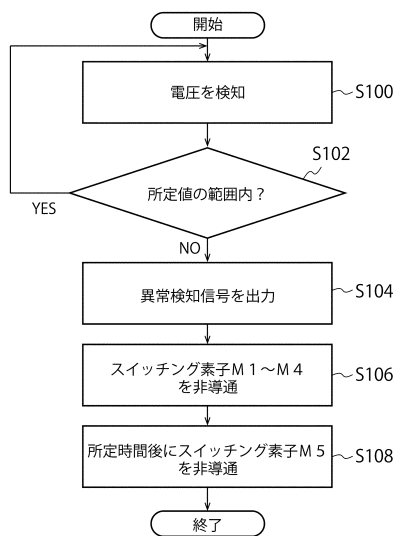 開始
電圧を検知
S100
S102
所定値の範囲内?
YES
NO
異常検知信号を出力
S104
スイッチング素子M1~M4
を非導通
S106
所定時間後にスイッチング素子M5
を非導通
S108
終了